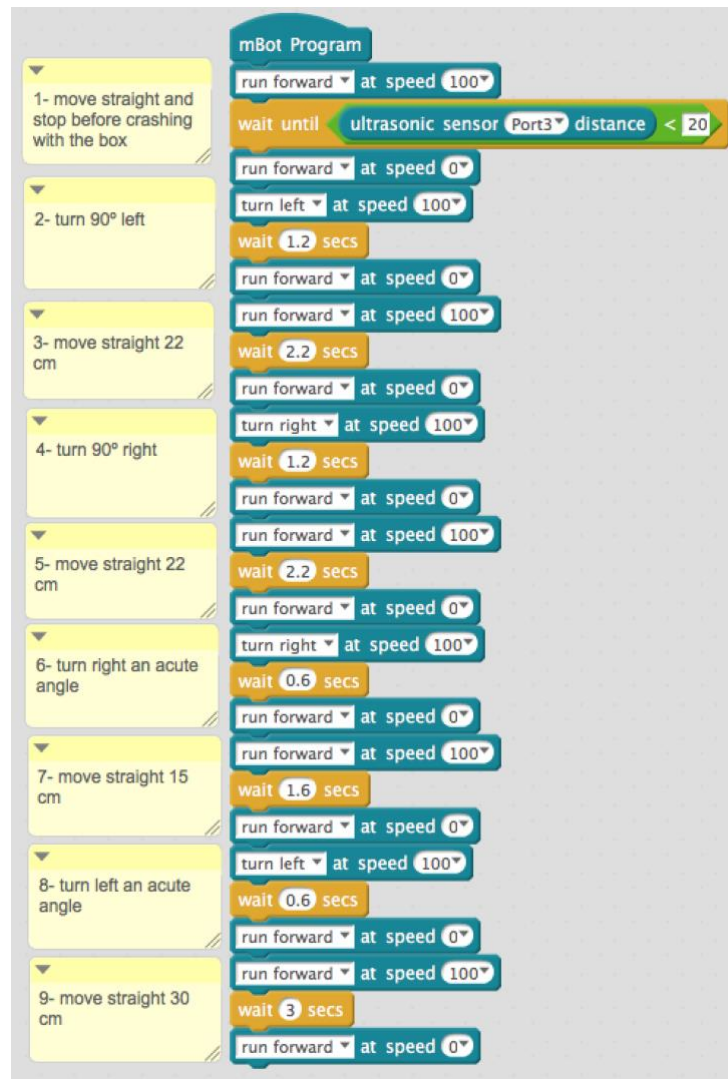 mBot Program
1- move straight and
stop before crashing
with the box
run forward at speed 100
wait until ultrasonic sensor Port3 distance < 20
run forward at speed 0
2- turn 90º left
turn left at speed 100
wait 1.2 secs
run forward at speed 0
3- move straight 22
cm
run forward at speed 100
wait 2.2 secs
run forward at speed 0
4- turn 90º right
turn right at speed 100
wait 1.2 secs
run forward at speed 0
5- move straight 22
cm
run forward at speed 100
wait 2.2 secs
run forward at speed 0
6- turn right an acute
angle
turn right at speed 100
wait 0.6 secs
run forward at speed 0
7- move straight 15
cm
run forward at speed 100
wait 1.6 secs
run forward at speed 0
8- turn left an acute
angle
turn left at speed 100
wait 0.6 secs
run forward at speed 0
9- move straight 30
cm
run forward at speed 100
wait 3 secs
run forward at speed 0